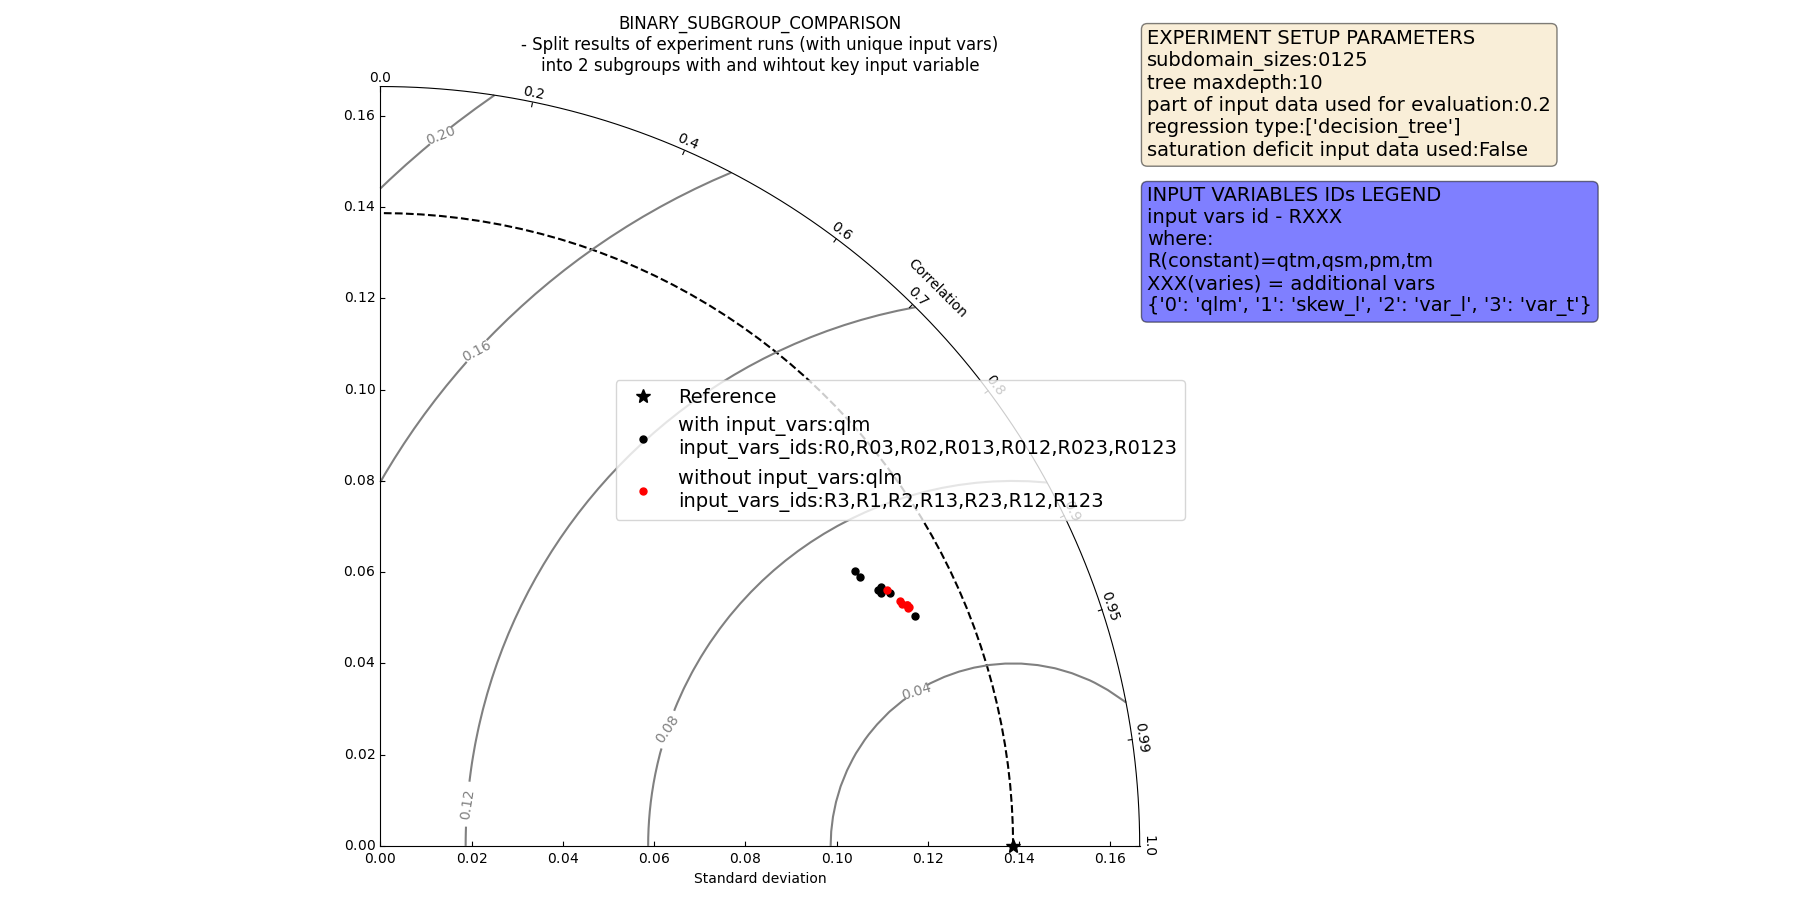 BINARY_SUBGROUP_COMPARISON
- Split results of experiment runs (with unique input vars)
into 2 subgroups with and wihtout key input variable
EXPERIMENT SETUP PARAMETERS
subdomain_sizes:0125
tree maxdepth:10
part of input data used for evaluation:0.2
regression type:['decision_tree']
saturation deficit input data used:False
INPUT VARIABLES IDs LEGEND
input vars id - RXXX
where:
R(constant)=qtm,qsm,pm,tm
XXX(varies) = additional vars
{'0': 'qlm', '1': 'skew_l', '2': 'var_l', '3': 'var_t'}
0.0
0.2
0.4
0.6
0.7
0.8
0.9
0.95
0.99
1.0
Correlation
0.16
0.14
0.12
0.10
0.08
0.06
0.04
0.02
0.00
0.20
0.16
0.12
0.08
0.04
Reference
with input_vars:qlm
input_vars_ids:R0,R03,R02,R013,R012,R023,R0123
without input_vars:qlm
input_vars_ids:R3,R1,R2,R13,R23,R12,R123
0.00 0.02 0.04 0.06 0.08 0.10 0.12 0.14 0.16
Standard deviation